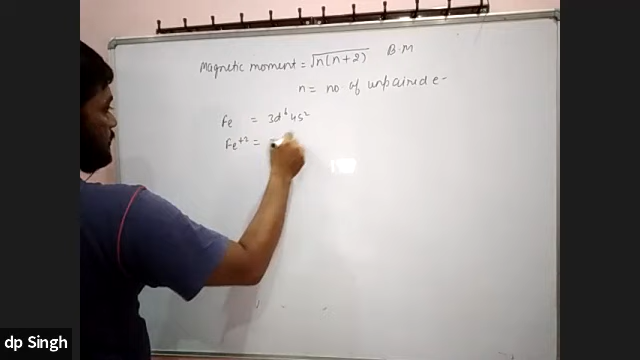 Magnetic moment = √n(n+2) B.M
n = no of unpaired e-
Fe = 3d⁶ 4s²
Fe⁺² =
dp Singh